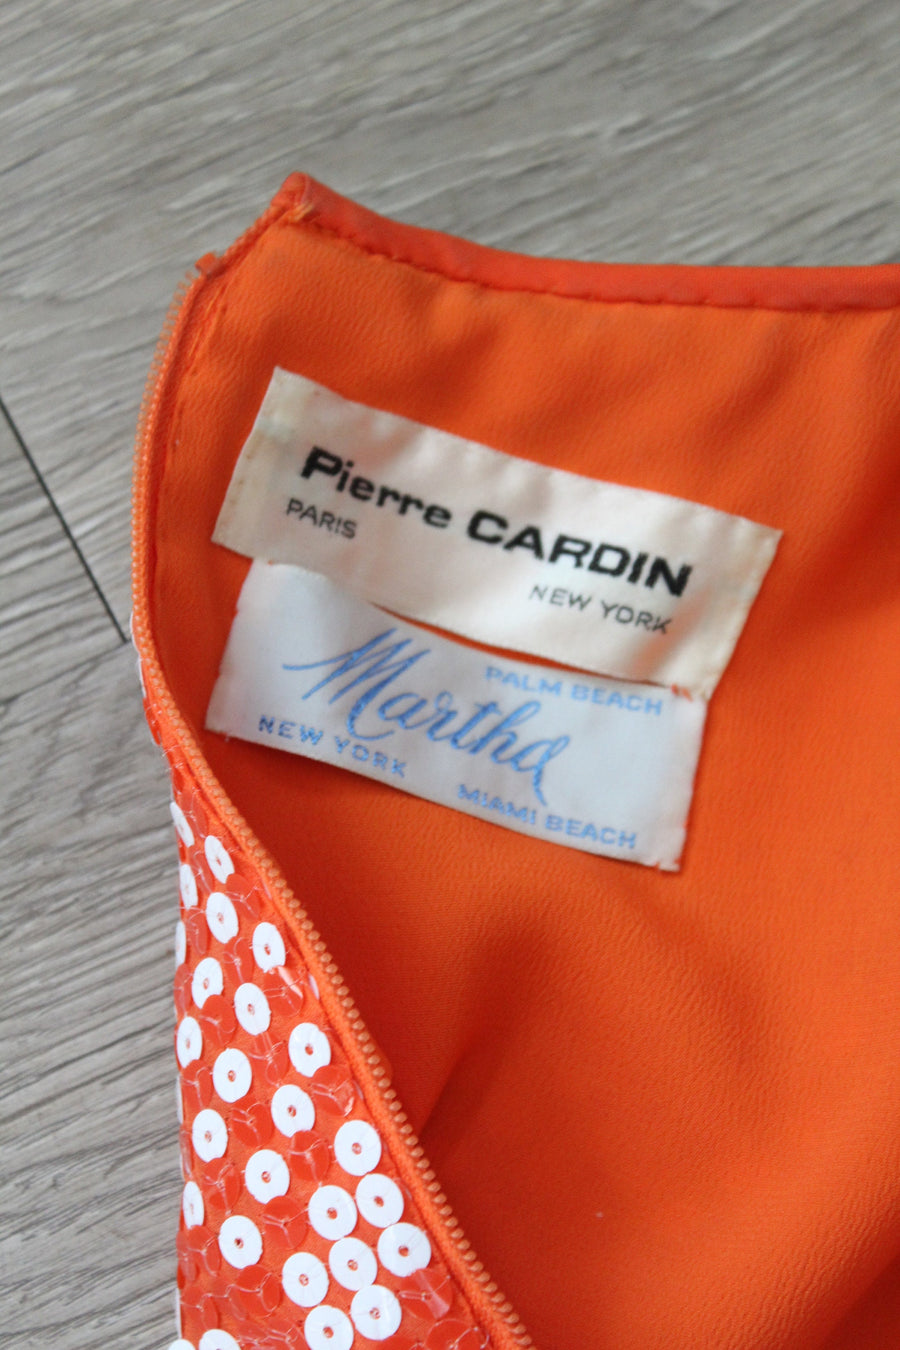 Pierre CARDIN
PARIS
NEW YORK
PALM BEACH
Martha
NEW YORK
MIAMI BEACH